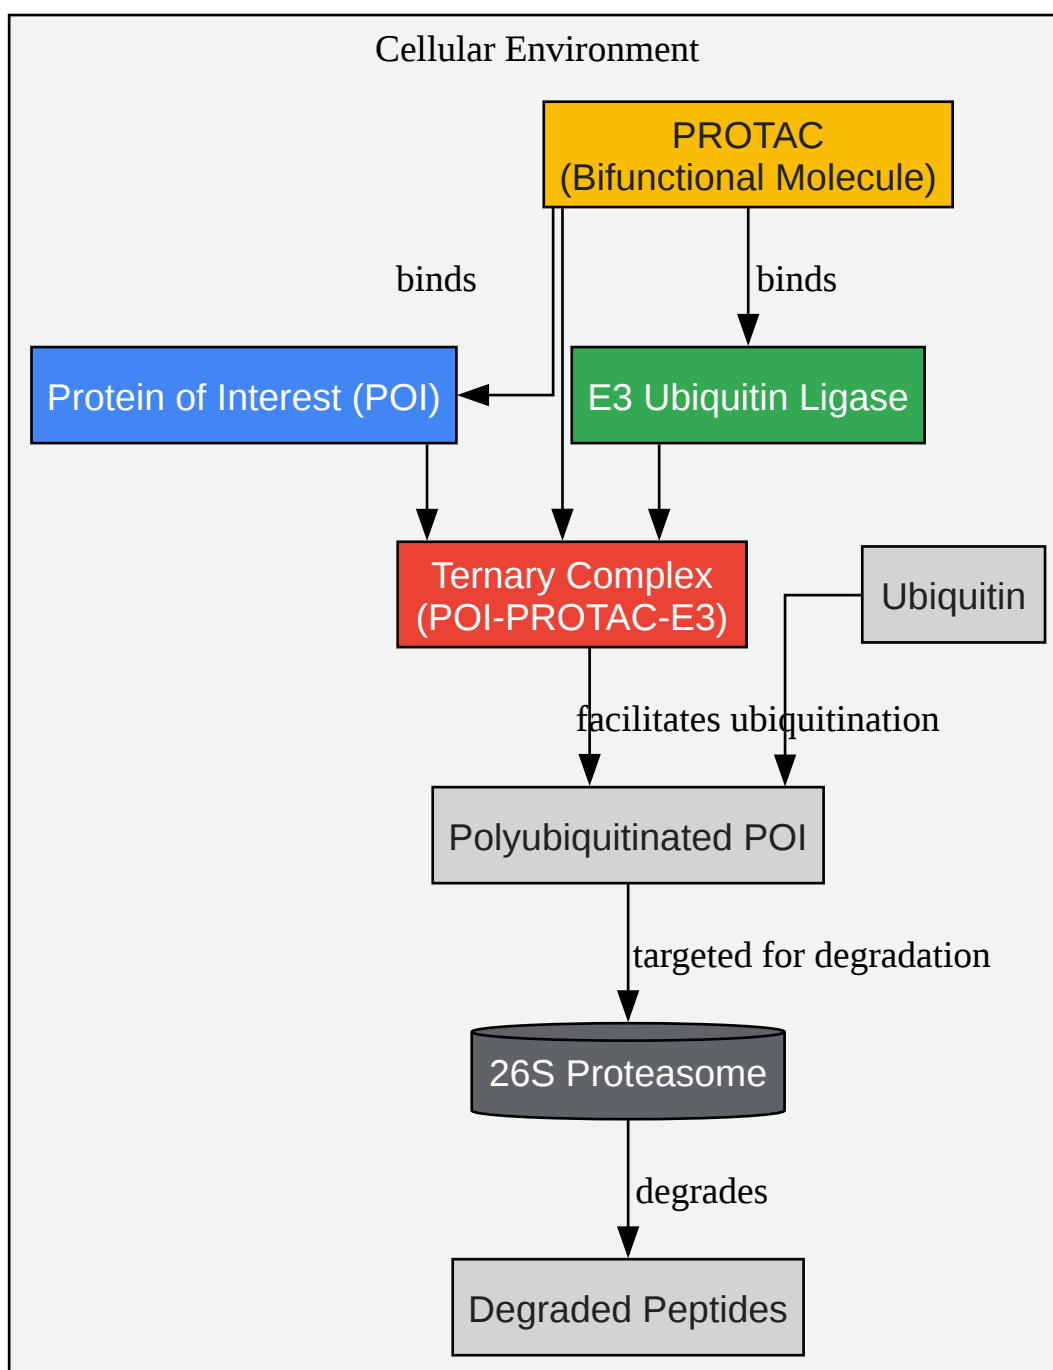 Cellular Environment
PROTAC
(Bifunctional Molecule)
binds
binds
Protein of Interest (POI)
E3 Ubiquitin Ligase
Ternary Complex
(POI-PROTAC-E3)
Ubiquitin
facilitates ubiquitination
Polyubiquitinated POI
targeted for degradation
26S Proteasome
degrades
Degraded Peptides